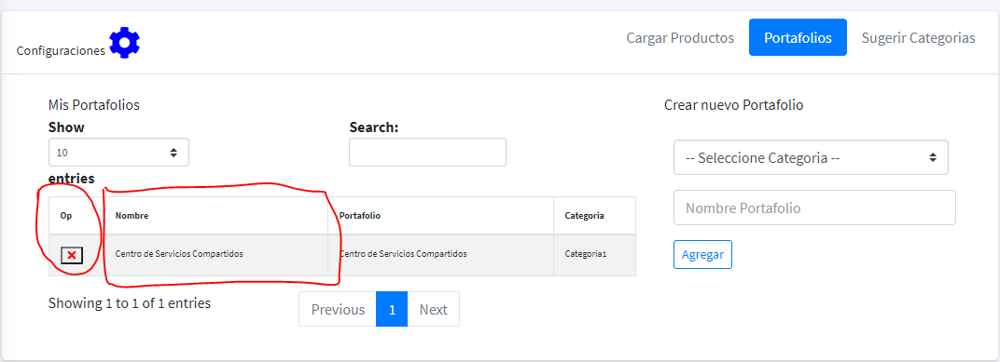 Configuraciones
Cargar Productos
Portafolios
Sugerir Categorias
Mis Portafolios
Show
10
entries
Search:
Op Nombre Portafolio Categoria
Centro de Servicios Compartidos Centro de Servicios Compartidos Categoria1
Showing 1 to 1 of 1 entries
Previous 1 Next
Crear nuevo Portafolio
-- Seleccione Categoria --
Nombre Portafolio
Agregar